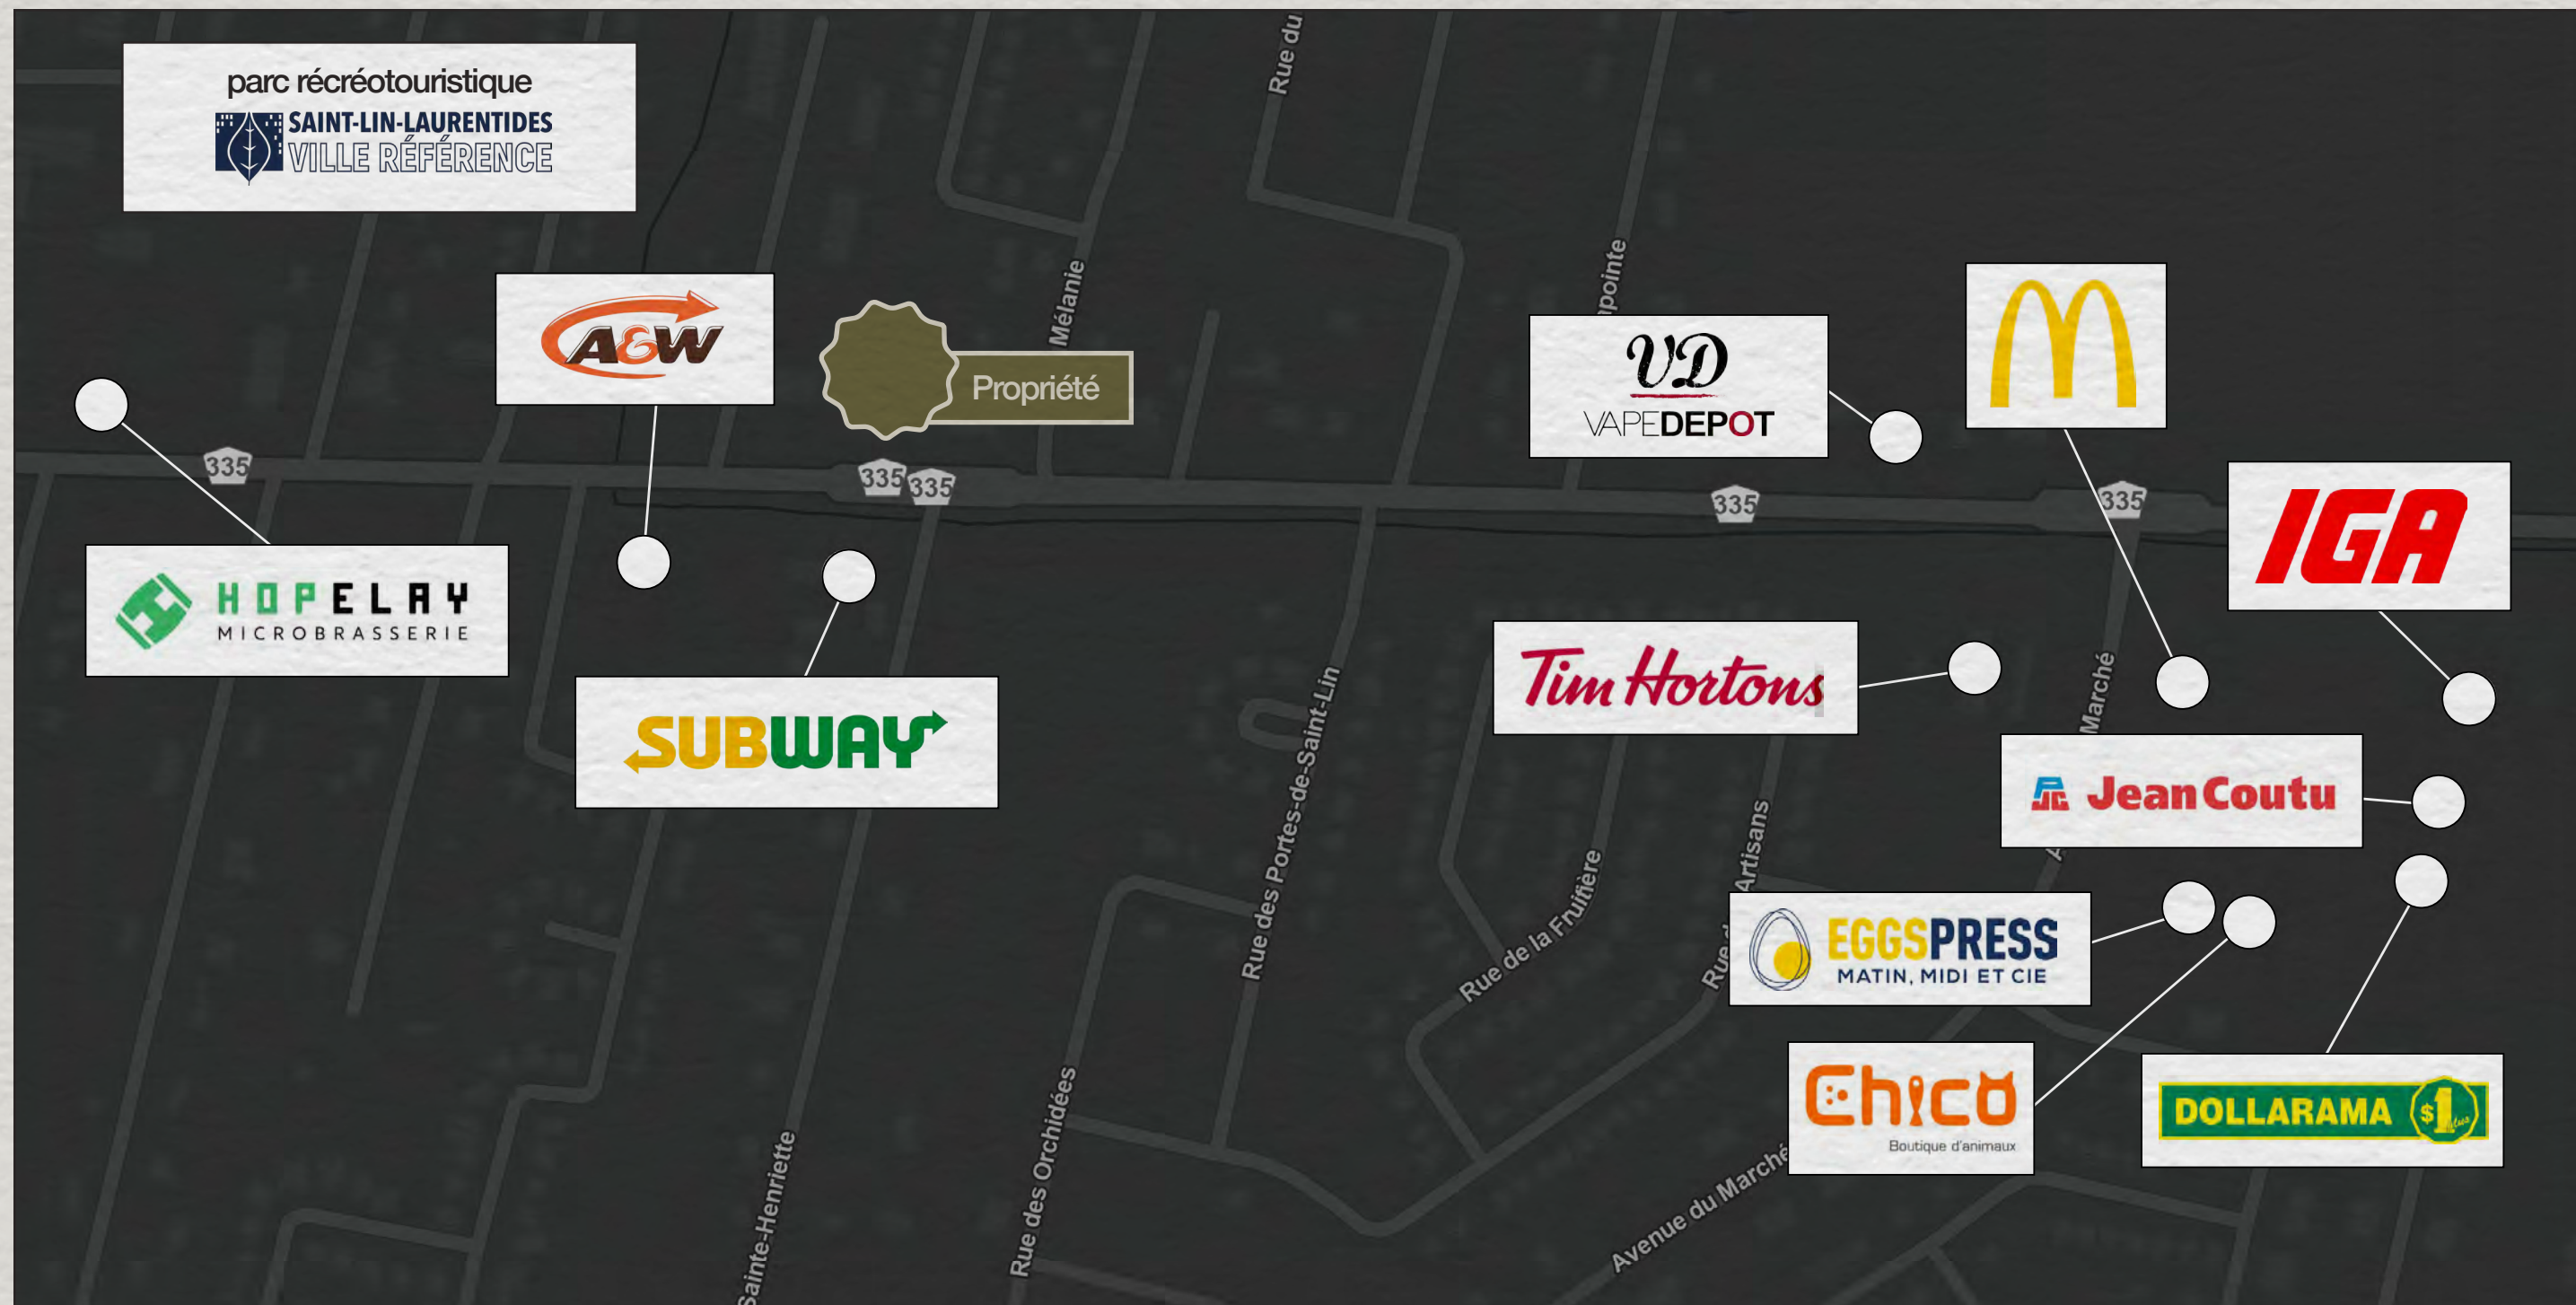 parc récréotouristique
SAINT-LIN-LAURENTIDES
VILLE RÉFÉRENCE
Rue du
A&W
Mélanie
Propriété
VD
VAPEDEPOT
335
335
335
335
335
IGA
HOPELAY
MICROBRASSERIE
SUBWAY
Tim Hortons
Marché
Jean Coutu
Rue des Portes-de-Saint-Lin
Rue de la Fruitière
Artisans
EGGSPRESS
MATIN, MIDI ET CIE
Chico
Boutique d'animaux
DOLLARAMA $1 plus
Sainte-Henriette
Rue des Orchidées
Avenue du Marché